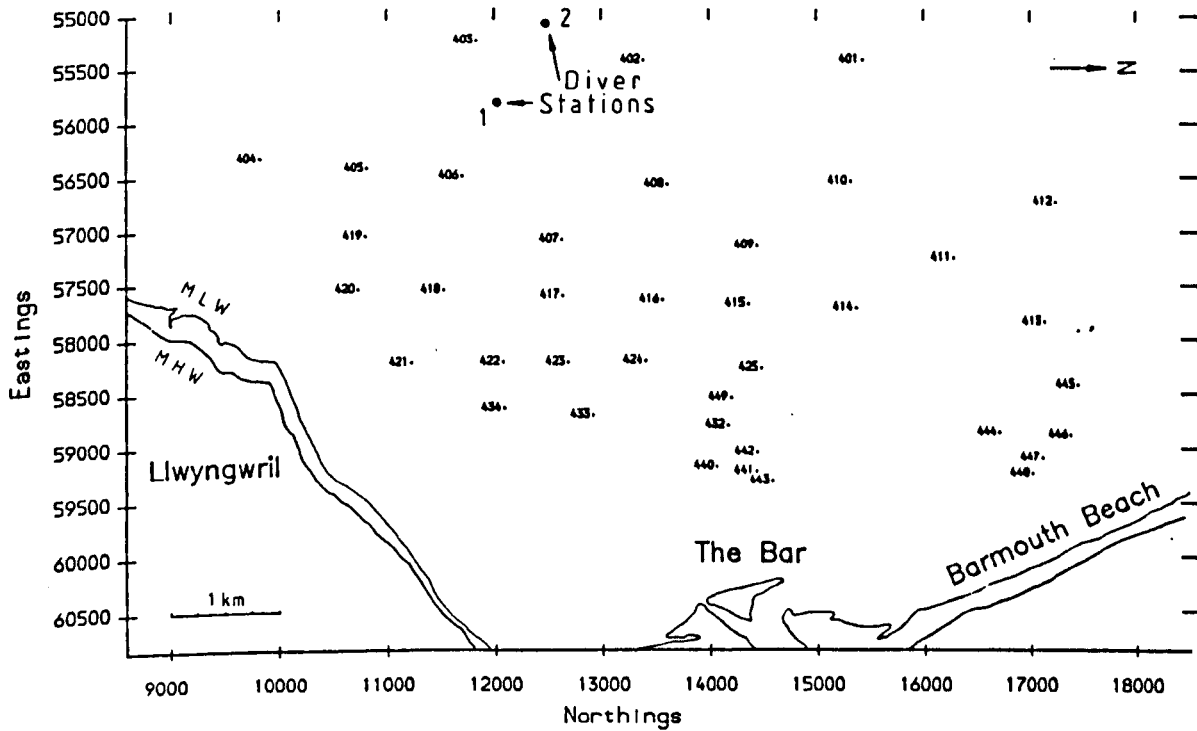 55000
55500
56000
56500
57000
57500
58000
58500
59000
59500
60000
60500
Eastings
403. 2
402. 401.
Diver
Stations
1
N
404. 405. 406. 408. 410. 412.
419. 407. 409. 411.
420. 418. 417. 416. 415. 414. 413.
421. 422. 423. 424. 425. 445.
449.
434. 433. 432. 444. 446.
442. 447.
440. 441. 448.
443.
MLW
MHW
Llwyngwril
The Bar
Barmouth Beach
1 km
9000 10000 11000 12000 13000 14000 15000 16000 17000 18000
Northings